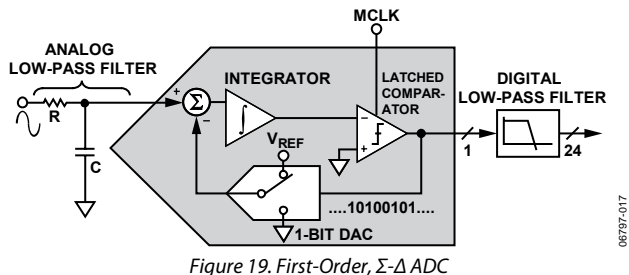 MCLK
ANALOG
LOW-PASS FILTER
INTEGRATOR
LATCHED
COMPAR-
ATOR
DIGITAL
LOW-PASS FILTER
+
Σ
−
R
∫
−
+
C
VREF
1
24
....10100101....
1-BIT DAC
06797-017
Figure 19. First-Order, Σ-Δ ADC